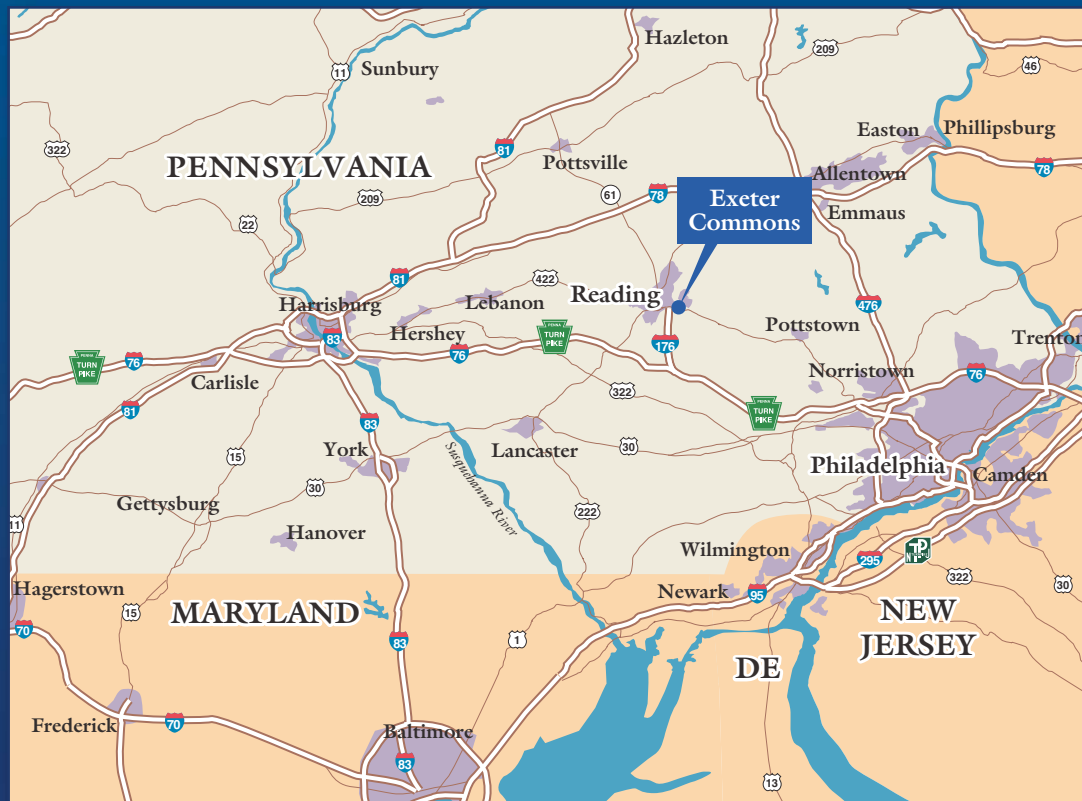 Hazleton
209
46
11
Sunbury
Easton
Phillipsburg
322
81
PENNSYLVANIA
Pottsville
78
Allentown
209
61
78
Exeter
Commons
Emmaus
22
81
422
Reading
Lebanon
476
Harrisburg
Hershey
83
PENNA
TURN
PIKE
Pottstown
Trenton
PENNA
TURN
PIKE
76
76
176
Norristown
76
Carlisle
322
81
83
PENNA
TURN
PIKE
York
15
Lancaster
30
Philadelphia
Camden
30
Susquehanna River
Gettysburg
222
11
Hanover
Wilmington
295
322
30
Hagerstown
Newark
95
15
MARYLAND
NEW
JERSEY
70
83
1
DE
Frederick
70
Baltimore
83
13